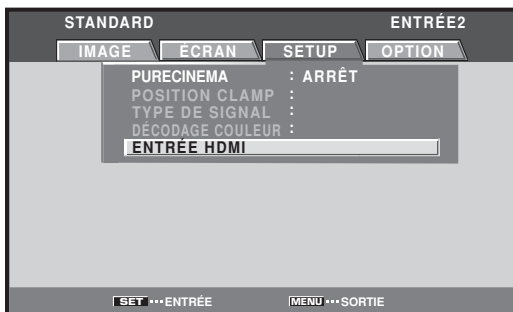 STANDARD ENTRÉE2
IMAGE ÉCRAN SETUP OPTION
PURECINEMA : ARRÊT
POSITION CLAMP :
TYPE DE SIGNAL :
DÉCODAGE COULEUR :
ENTRÉE HDMI
SET ••• ENTRÉE MENU ••• SORTIE